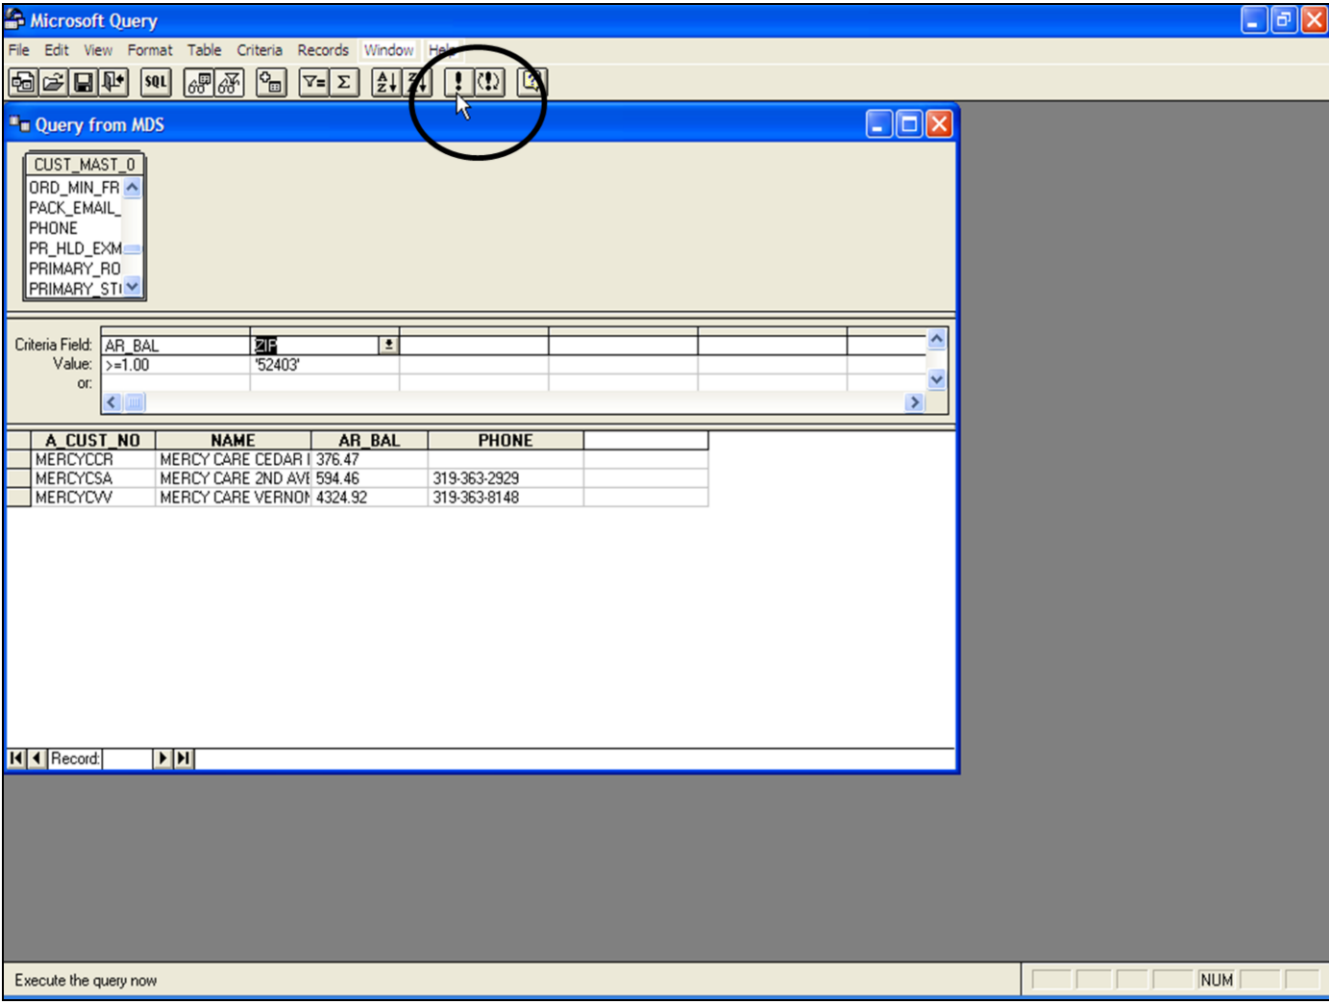 Microsoft Query
File Edit View Format Table Criteria Records Window Help
SQL
Query from MDS
CUST_MAST_0
ORD_MIN_FR
PACK_EMAIL_
PHONE
PR_HLD_EXM
PRIMARY_RO
PRIMARY_ST
Criteria Field: AR_BAL ZIP
Value: >=1.00 '52403'
or:
A_CUST_NO NAME AR_BAL PHONE
MERCYCCR MERCY CARE CEDAR 376.47
MERCYCSA MERCY CARE 2ND AVE 594.46 319-363-2929
MERCYCVV MERCY CARE VERNON 4324.92 319-363-8148
Record:
Execute the query now NUM